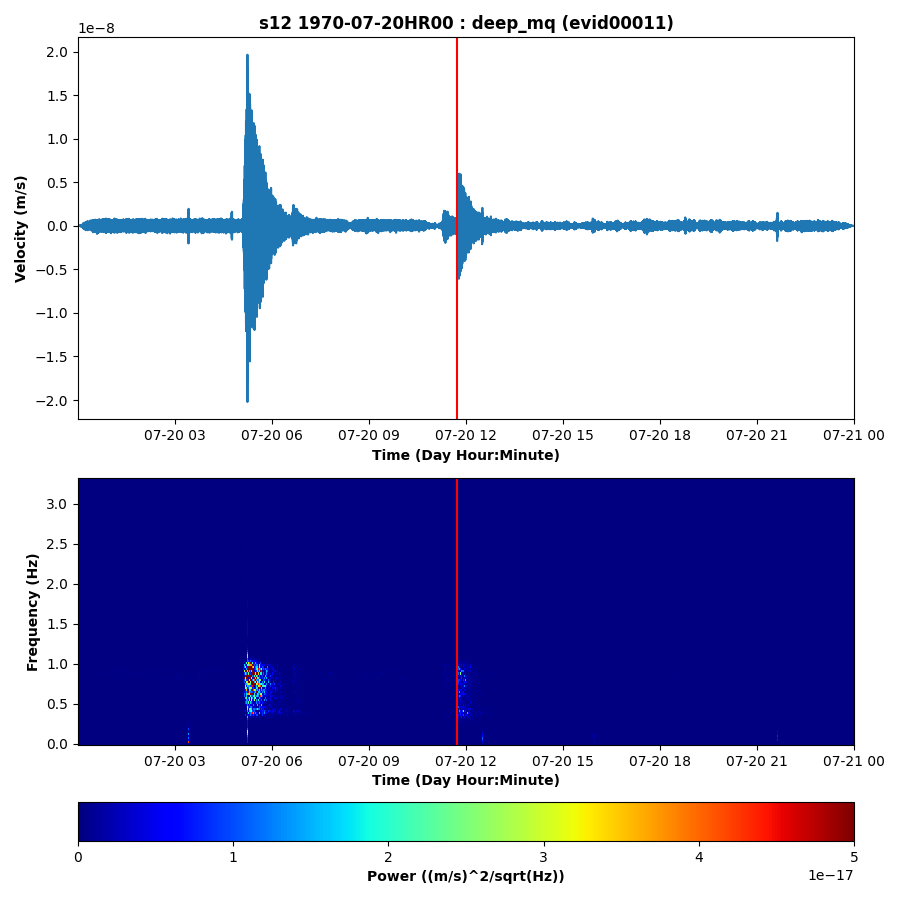 s12 1970-07-20HR00 : deep_mq (evid00011)
1e−8
2.0
1.5
1.0
0.5
0.0
−0.5
−1.0
−1.5
−2.0
Velocity (m/s)
07-20 03 07-20 06 07-20 09 07-20 12 07-20 15 07-20 18 07-20 21 07-21 00
Time (Day Hour:Minute)
3.0
2.5
2.0
1.5
1.0
0.5
0.0
Frequency (Hz)
07-20 03 07-20 06 07-20 09 07-20 12 07-20 15 07-20 18 07-20 21 07-21 00
Time (Day Hour:Minute)
0 1 2 3 4 5
1e−17
Power ((m/s)^2/sqrt(Hz))